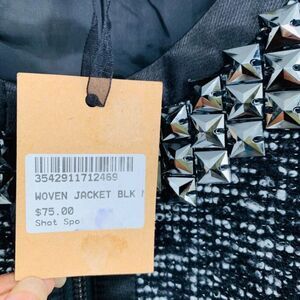 3542911712469
WOVEN JACKET BLK
$75.00
Shot Spo